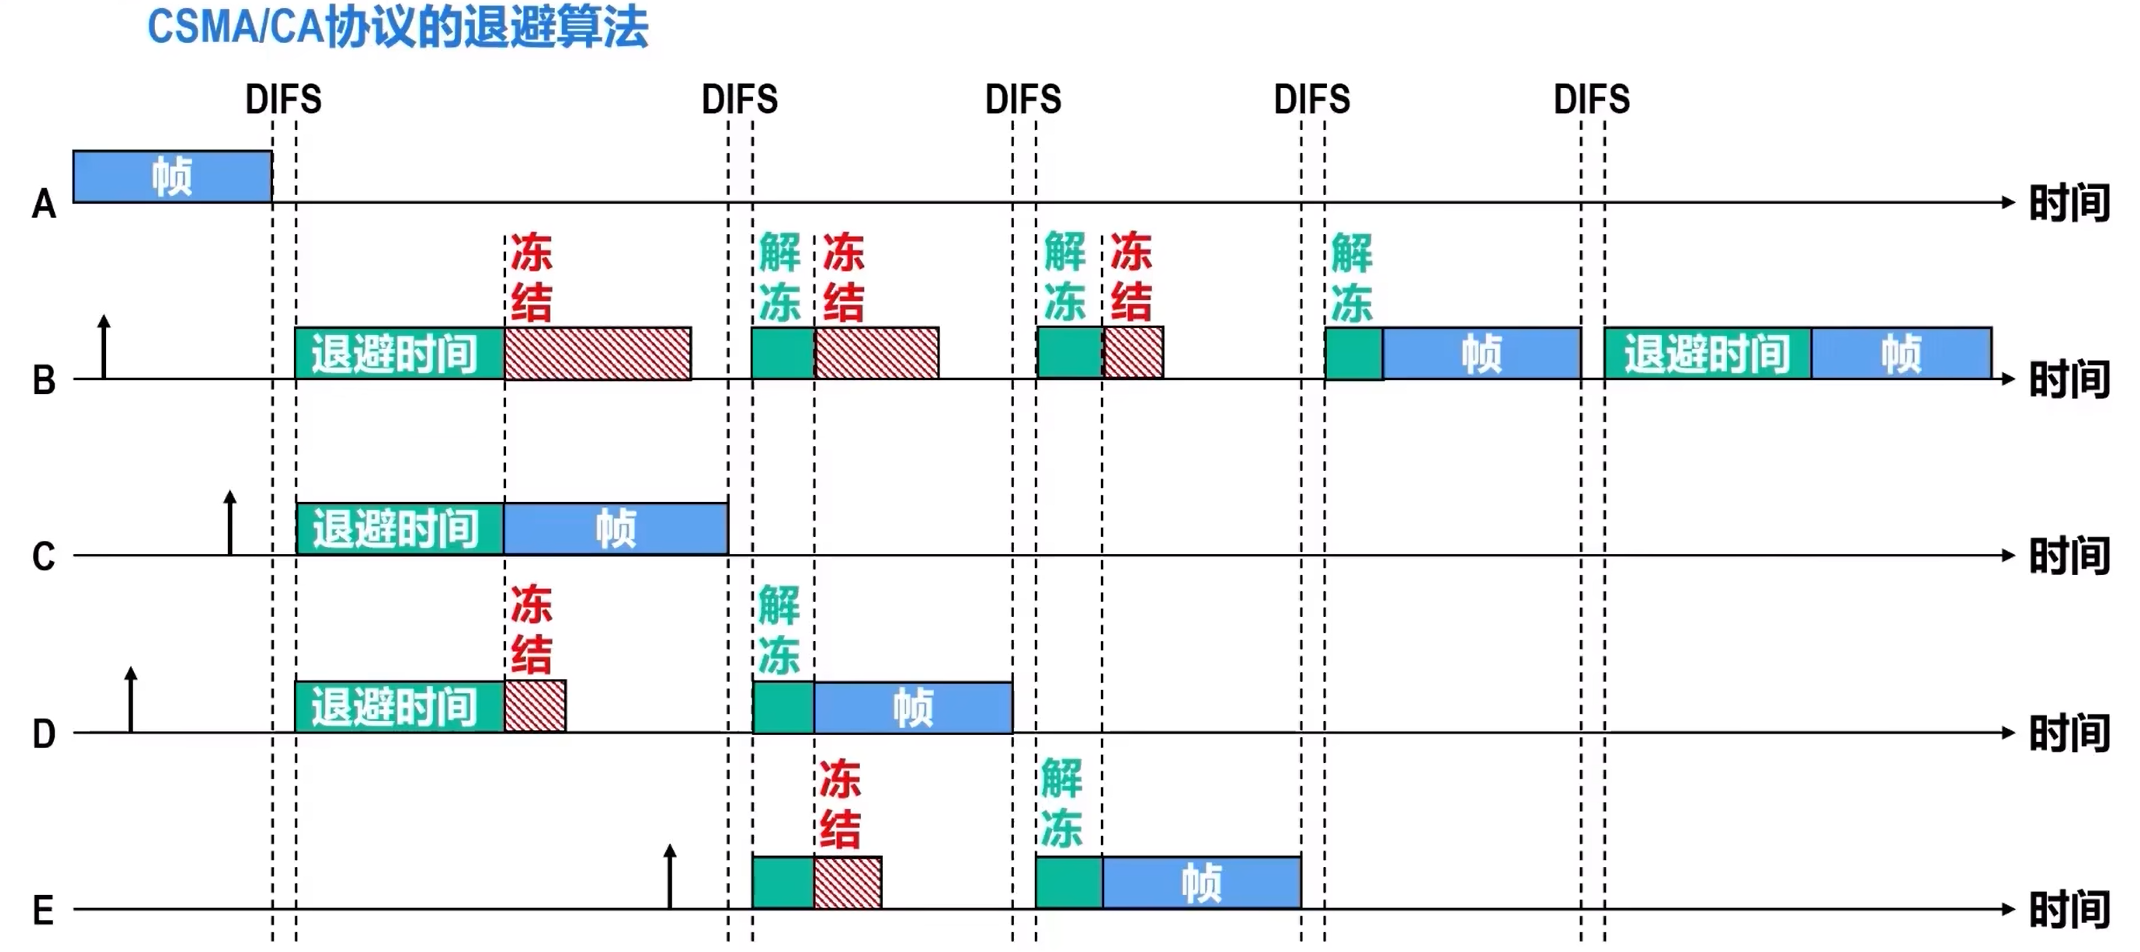 CSMA/CA协议的退避算法
DIFS DIFS DIFS DIFS DIFS
帧
A 时间
冻结 解冻 冻结 解冻 冻结 解冻
退避时间 帧 退避时间 帧
B 时间
退避时间 帧
C 时间
冻结 解冻
退避时间 帧
D 时间
冻结 解冻
帧
E 时间